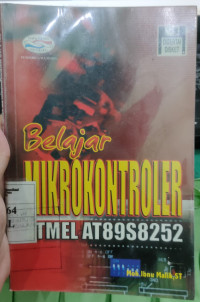 Belajar
MIKROKONTROLER
TMEL AT89S8252
Moh. Ibnu Malik, ST
64
L